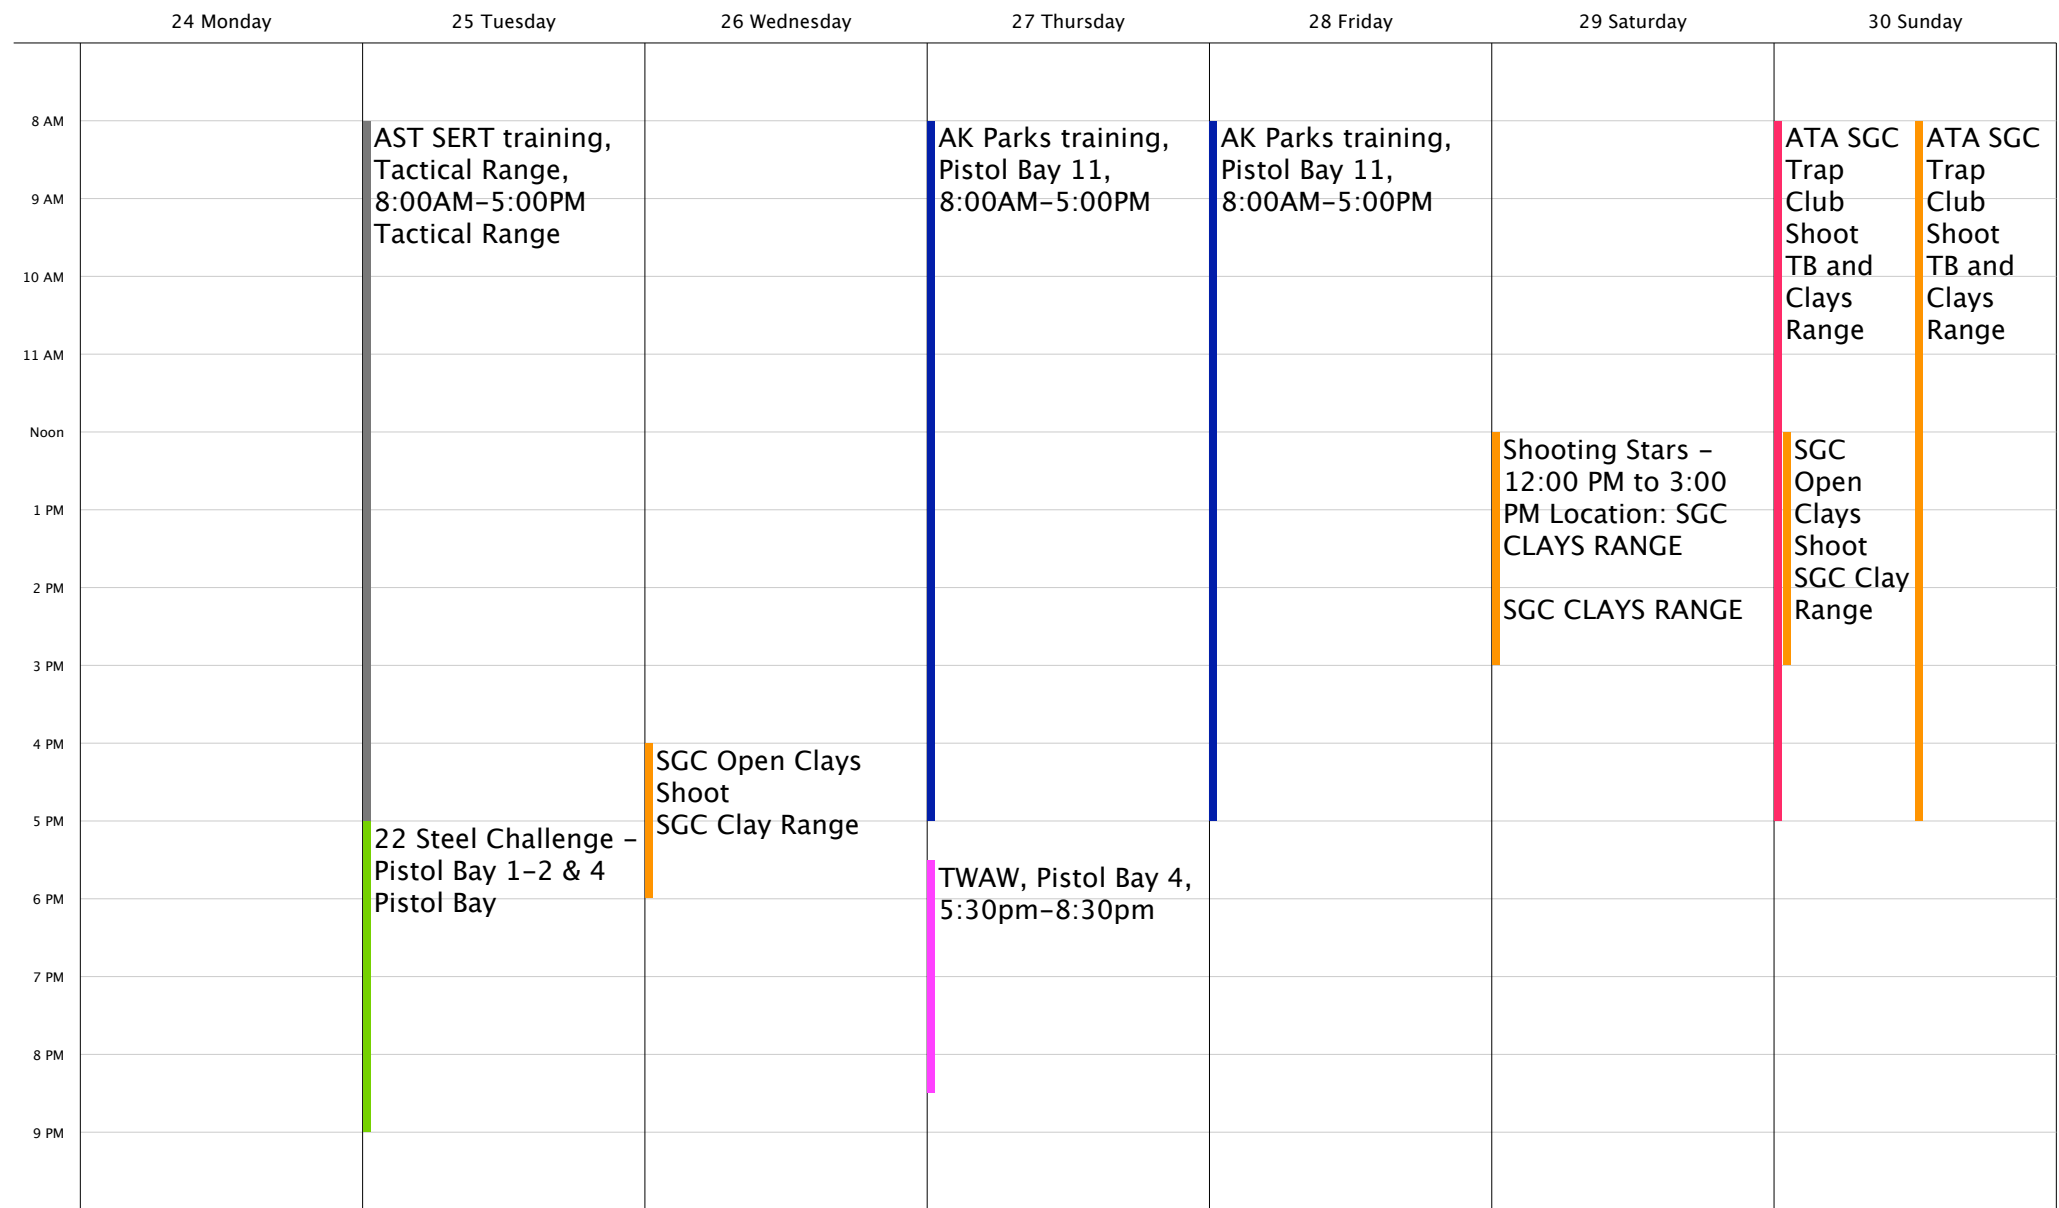 24 Monday
25 Tuesday
26 Wednesday
27 Thursday
28 Friday
29 Saturday
30 Sunday
8 AM
9 AM
10 AM
11 AM
Noon
1 PM
2 PM
3 PM
4 PM
5 PM
6 PM
7 PM
8 PM
9 PM
AST SERT training,
Tactical Range,
8:00AM–5:00PM
Tactical Range
22 Steel Challenge –
Pistol Bay 1–2 & 4
Pistol Bay
SGC Open Clays
Shoot
SGC Clay Range
AK Parks training,
Pistol Bay 11,
8:00AM–5:00PM
TWAW, Pistol Bay 4,
5:30pm–8:30pm
AK Parks training,
Pistol Bay 11,
8:00AM–5:00PM
Shooting Stars –
12:00 PM to 3:00
PM Location: SGC
CLAYS RANGE
SGC CLAYS RANGE
ATA SGC
Trap
Club
Shoot
TB and
Clays
Range
SGC
Open
Clays
Shoot
SGC Clay
Range
ATA SGC
Trap
Club
Shoot
TB and
Clays
Range